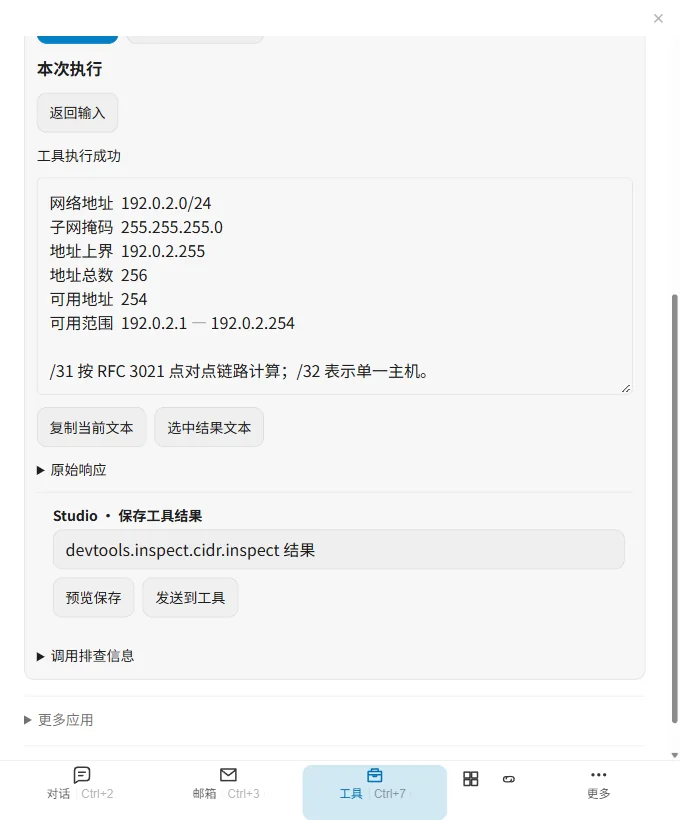 本次执行
返回输入
工具执行成功
网络地址 192.0.2.0/24
子网掩码 255.255.255.0
地址上界 192.0.2.255
地址总数 256
可用地址 254
可用范围 192.0.2.1 — 192.0.2.254
/31 按 RFC 3021 点对点链路计算；/32 表示单一主机。
复制当前文本 选中结果文本
原始响应
Studio · 保存工具结果
devtools.inspect.cidr.inspect 结果
预览保存 发送到工具
调用排查信息
更多应用
对话 Ctrl+2 邮箱 Ctrl+3 工具 Ctrl+7 更多